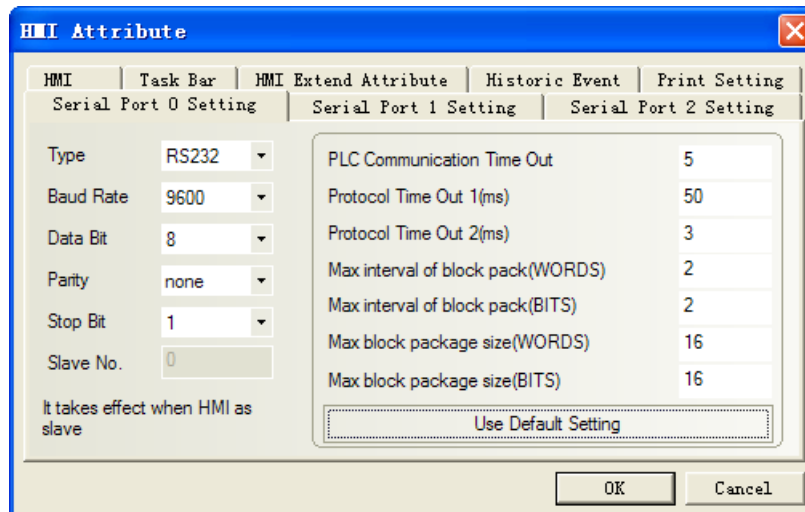 HMI Attribute
HMI
Task Bar
HMI Extend Attribute
Historic Event
Print Setting
Serial Port 0 Setting
Serial Port 1 Setting
Serial Port 2 Setting
Type
RS232
Baud Rate
9600
Data Bit
8
Parity
none
Stop Bit
1
Slave No.
0
It takes effect when HMI as
slave
PLC Communication Time Out
5
Protocol Time Out 1(ms)
50
Protocol Time Out 2(ms)
3
Max interval of block pack(WORDS)
2
Max interval of block pack(BITS)
2
Max block package size(WORDS)
16
Max block package size(BITS)
16
Use Default Setting
OK
Cancel